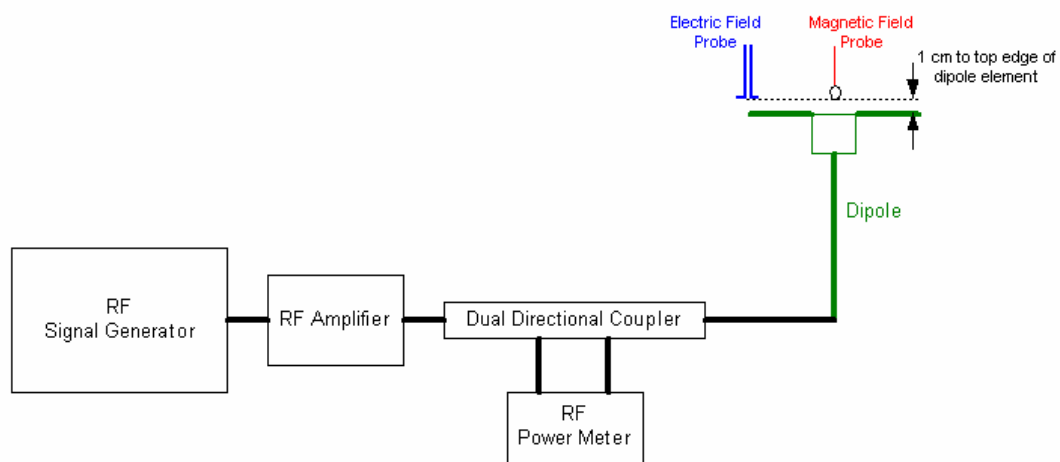 Electric Field
Probe
Magnetic Field
Probe
1 cm to top edge of
dipole element
Dipole
RF
Signal Generator
RF Amplifier
Dual Directional Coupler
RF
Power Meter